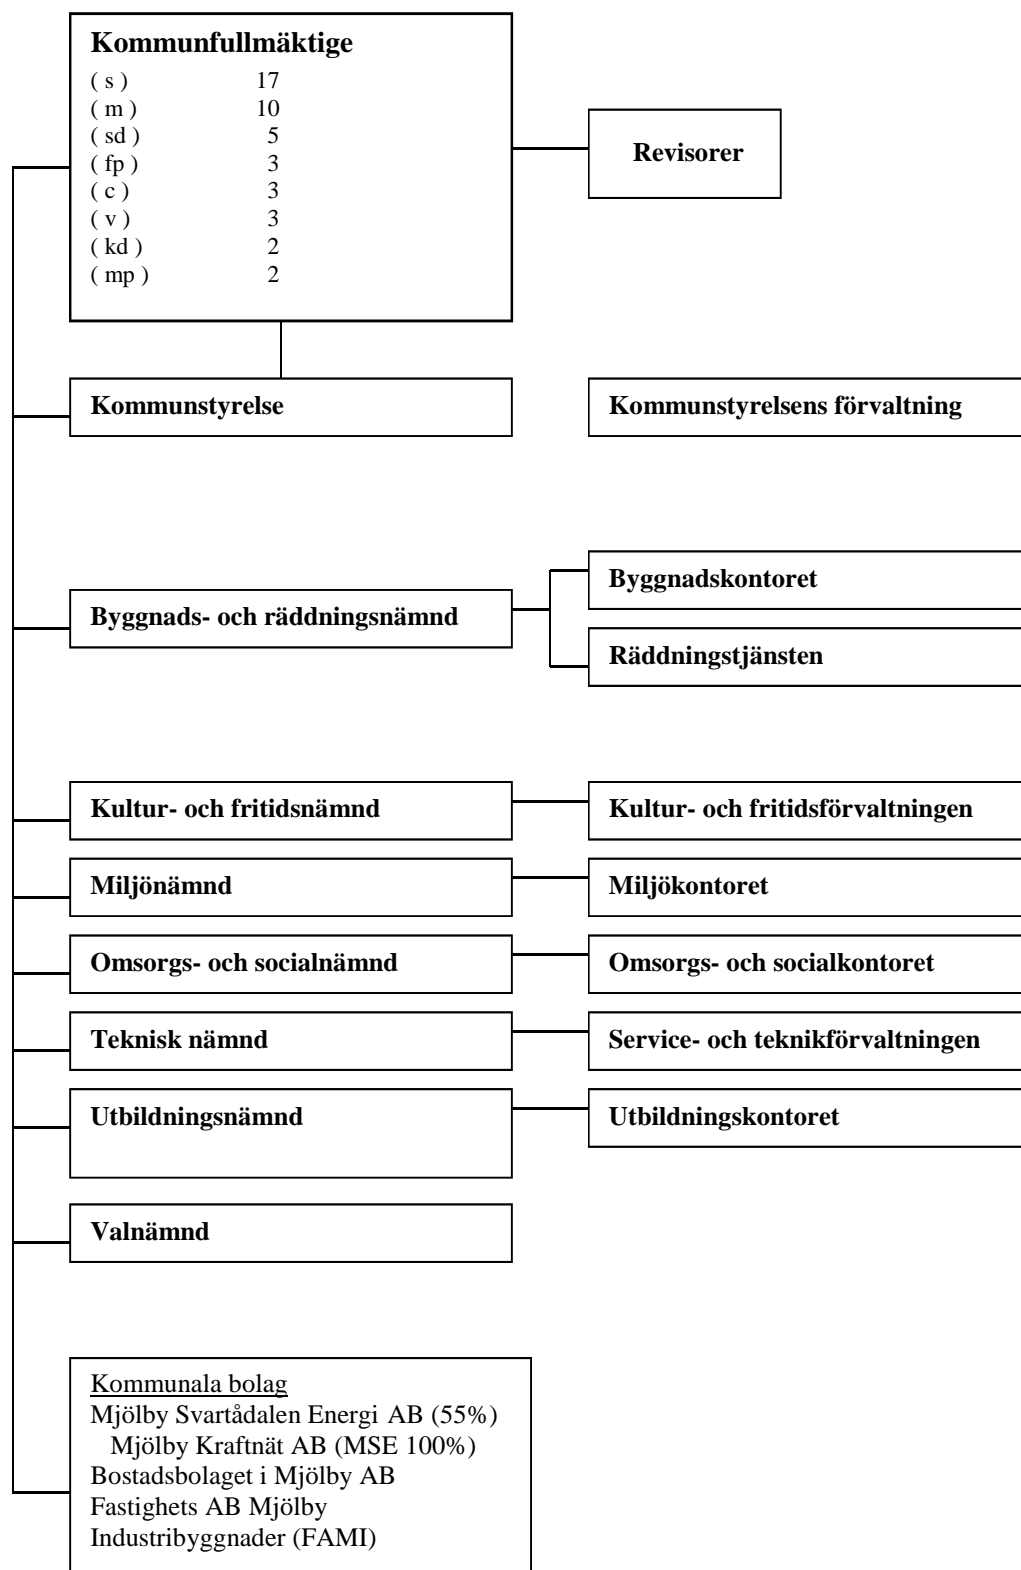 Kommunfullmäktige
( s ) 17
( m ) 10
( sd ) 5
( fp ) 3
( c ) 3
( v ) 3
( kd ) 2
( mp ) 2
Revisorer
Kommunstyrelse
Kommunstyrelsens förvaltning
Byggnads- och räddningsnämnd
Byggnadskontoret
Räddningstjänsten
Kultur- och fritidsnämnd
Kultur- och fritidsförvaltningen
Miljönämnd
Miljökontoret
Omsorgs- och socialnämnd
Omsorgs- och socialkontoret
Teknisk nämnd
Service- och teknikförvaltningen
Utbildningsnämnd
Utbildningskontoret
Valnämnd
Kommunala bolag
Mjölby Svartådalen Energi AB (55%)
Mjölby Kraftnät AB (MSE 100%)
Bostadsbolaget i Mjölby AB
Fastighets AB Mjölby
Industribyggnader (FAMI)